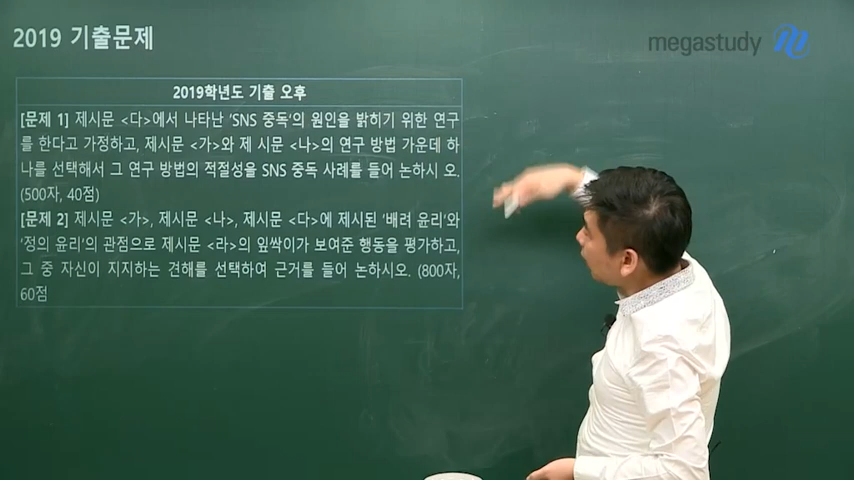 2019 기출문제
megastudy
2019학년도 기출 오후
[문제 1] 제시문 <다>에서 나타난 'SNS 중독'의 원인을 밝히기 위한 연구
를 한다고 가정하고, 제시문 <가>와 제 시문 <나>의 연구 방법 가운데 하
나를 선택해서 그 연구 방법의 적절성을 SNS 중독 사례를 들어 논하시 오.
(500자, 40점)
[문제 2] 제시문 <가>, 제시문 <나>, 제시문 <다>에 제시된 '배려 윤리'와
'정의 윤리'의 관점으로 제시문 <라>의 잎싹이가 보여준 행동을 평가하고,
그 중 자신이 지지하는 견해를 선택하여 근거를 들어 논하시오. (800자,
60점